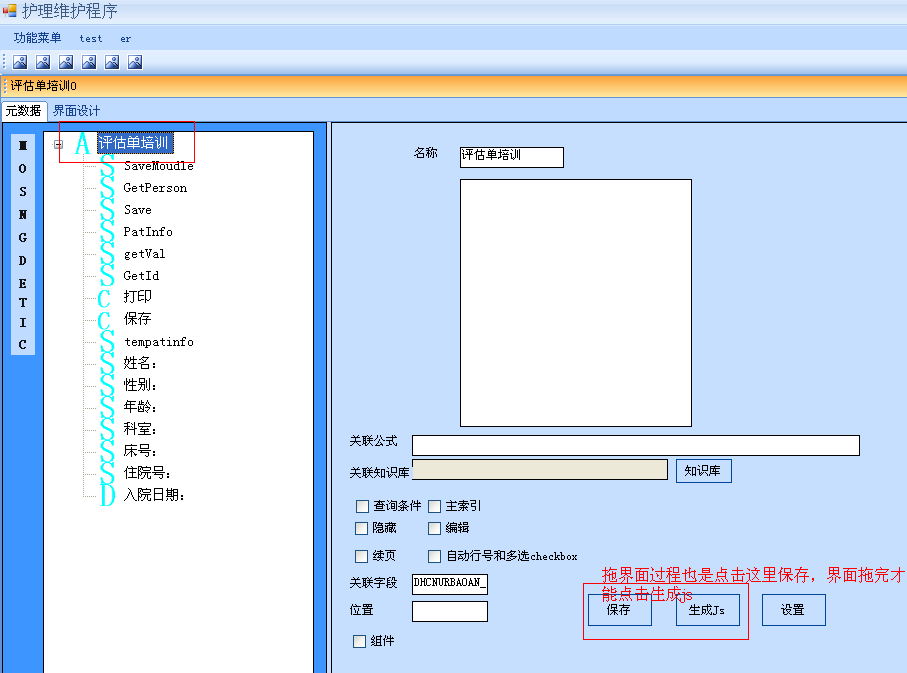 护理维护程序
功能菜单 test er
评估单培训0
元数据 界面设计
M
O
S
N
G
D
E
T
I
C
A 评估单培训
S SaveMoudle
S GetPerson
S Save
S PatInfo
S getVal
S GetId
C 打印
C 保存
S tempatinfo
S 姓名:
S 性别:
S 年龄:
S 科室:
S 床号:
S 住院号:
D 入院日期:
名称 评估单培训
关联公式
关联知识库 知识库
查询条件 主索引
隐藏 编辑
续页 自动行号和多选checkbox
关联字段 DHCNURBAOAN_
位置
组件
拖界面过程也是点击这里保存，界面拖完才
能点击生成js
保存 生成Js 设置